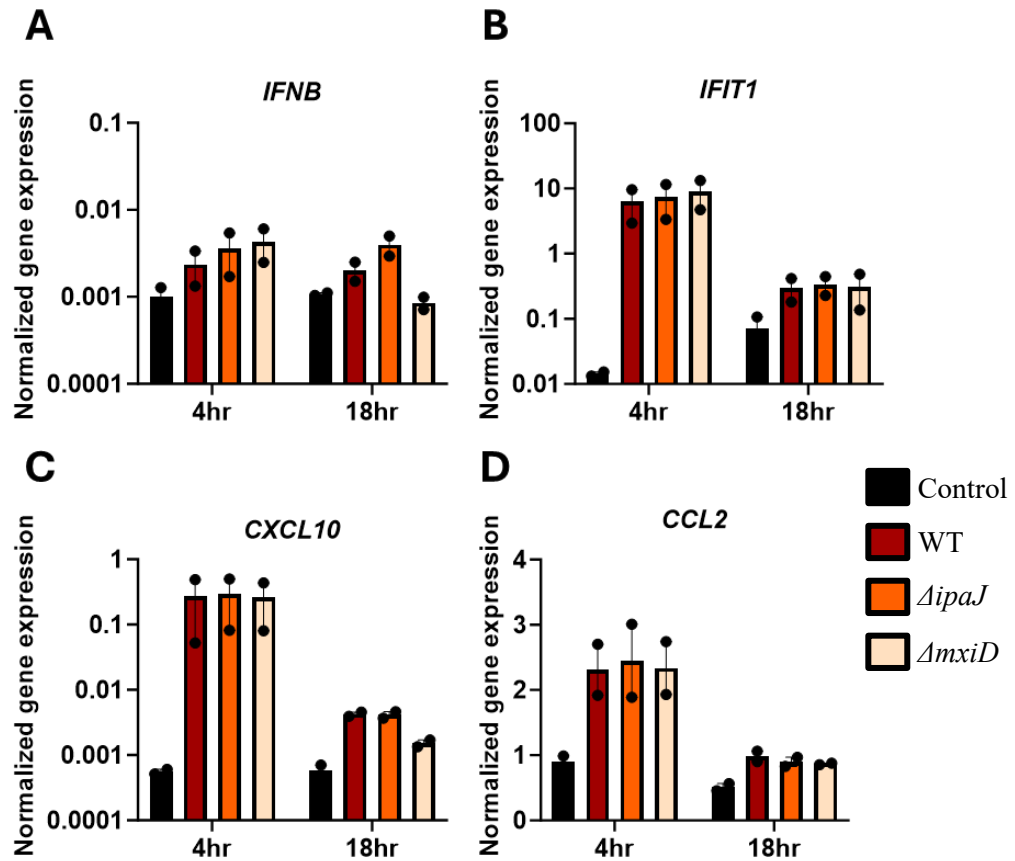 A
IFNB
Normalized gene expression
0.1
0.01
0.001
0.0001
4hr
18hr
B
IFIT1
Normalized gene expression
100
10
1
0.1
0.01
4hr
18hr
C
CXCL10
Normalized gene expression
1
0.1
0.01
0.001
0.0001
4hr
18hr
D
CCL2
Normalized gene expression
4
3
2
1
0
4hr
18hr
Control
WT
ΔipaJ
ΔmxiD